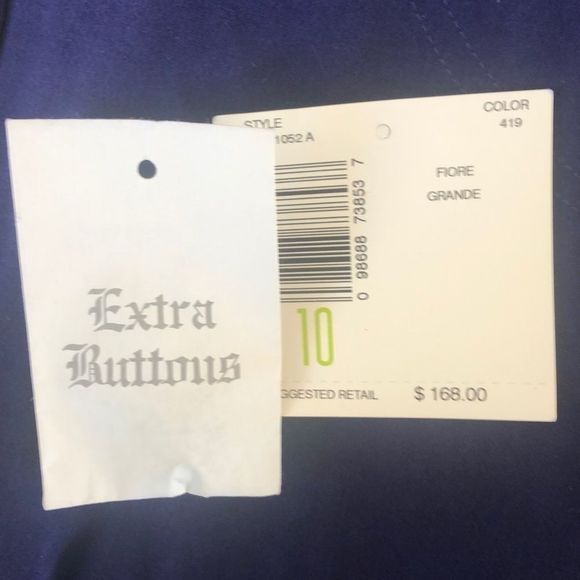 Extra
Buttons
STYLE
1052 A
COLOR
419
FIORE
GRANDE
0 98688 73853 7
10
GGESTED RETAIL $ 168.00